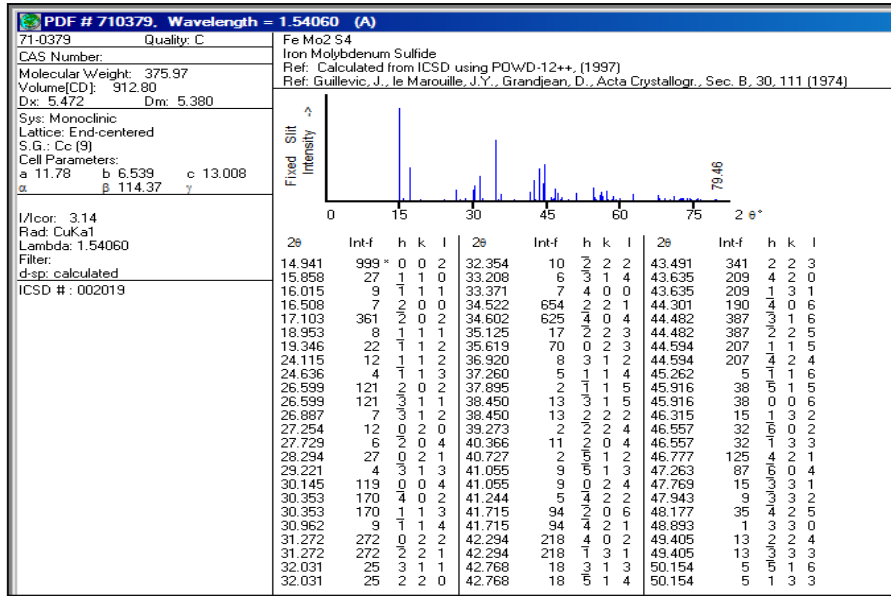 PDF # 710379, Wavelength = 1.54060 (A)
71-0379 Quality: C
CAS Number:
Molecular Weight: 375.97
Volume[CD]: 912.80
Dx: 5.472 Dm: 5.380
Sys: Monoclinic
Lattice: End-centered
S.G.: Cc (9)
Cell Parameters:
a 11.78 b 6.539 c 13.008
α β 114.37 γ
I/Icor: 3.14
Rad: CuKa1
Lambda: 1.54060
Filter:
d-sp: calculated
ICSD # : 002019
Fe Mo2 S4
Iron Molybdenum Sulfide
Ref: Calculated from ICSD using POWD-12++, (1997)
Ref: Guillevic, J., le Marouille, J.Y., Grandjean, D., Acta Crystallogr., Sec. B, 30, 111 (1974)
Fixed Slit
Intensity ->
79.46
0 15 30 45 60 75 2 θ°
2θ Int-f h k l
14.941 999 * 0 0 2
15.858 27 1 1 0
16.015 9 1 1 1
16.508 7 2 0 0
17.103 361 2 0 2
18.953 8 1 1 1
19.346 22 1 1 2
24.115 12 1 1 2
24.636 4 1 1 3
26.599 121 2 0 2
26.599 121 3 1 1
26.887 7 3 1 2
27.254 12 0 2 0
27.729 6 2 0 4
28.294 27 0 2 1
29.221 4 3 1 3
30.145 119 0 0 4
30.353 170 4 0 2
30.353 170 1 1 3
30.962 9 1 1 4
31.272 272 0 2 2
31.272 272 2 2 1
32.031 25 3 1 1
32.031 25 2 2 0
2θ Int-f h k l
32.354 10 2 2 2
33.208 6 3 1 4
33.371 7 4 0 0
34.522 654 2 2 1
34.602 625 4 0 4
35.125 17 2 2 3
35.619 70 0 2 3
36.920 8 3 1 2
37.260 5 1 1 4
37.895 2 1 1 5
38.450 13 3 1 5
38.450 13 2 2 2
39.273 2 2 2 4
40.366 11 2 0 4
40.727 2 5 1 2
41.055 9 5 1 3
41.055 9 0 2 4
41.244 5 4 2 2
41.715 94 2 0 6
41.715 94 4 2 1
42.294 218 4 0 2
42.294 218 1 3 1
42.768 18 3 1 3
42.768 18 5 1 4
2θ Int-f h k l
43.491 341 2 2 3
43.635 209 4 2 0
43.635 209 1 3 1
44.301 190 4 0 6
44.482 387 3 1 6
44.482 387 2 2 5
44.594 207 1 1 5
44.594 207 4 2 4
45.262 5 1 1 6
45.916 38 5 1 5
45.916 38 0 0 6
46.315 15 1 3 2
46.557 32 6 0 2
46.557 32 1 3 3
46.777 125 4 2 1
47.263 87 6 0 4
47.769 15 3 3 1
47.943 9 3 3 2
48.177 35 4 2 5
48.893 1 3 3 0
49.405 13 2 2 4
49.405 13 3 3 3
50.154 5 5 1 6
50.154 5 1 3 3